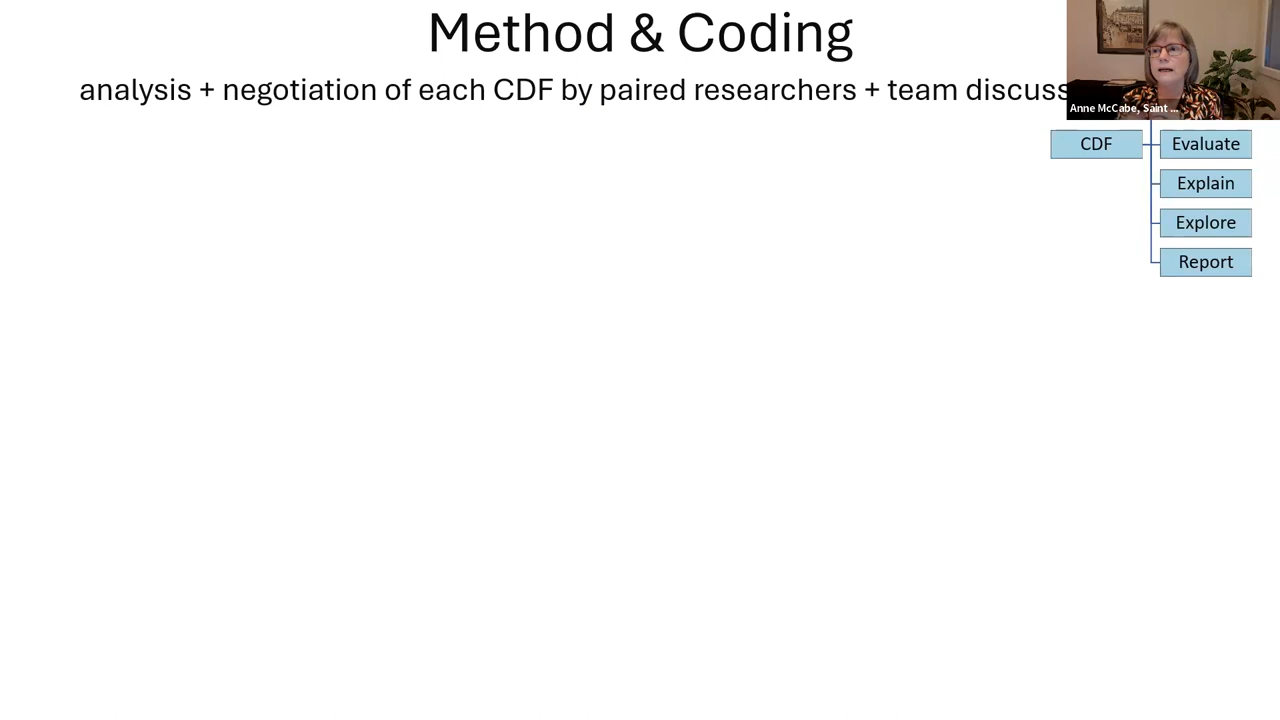 Method & Coding
analysis + negotiation of each CDF by paired researchers + team
Anne McCabe, Saint ...
CDF
Evaluate
Explain
Explore
Report